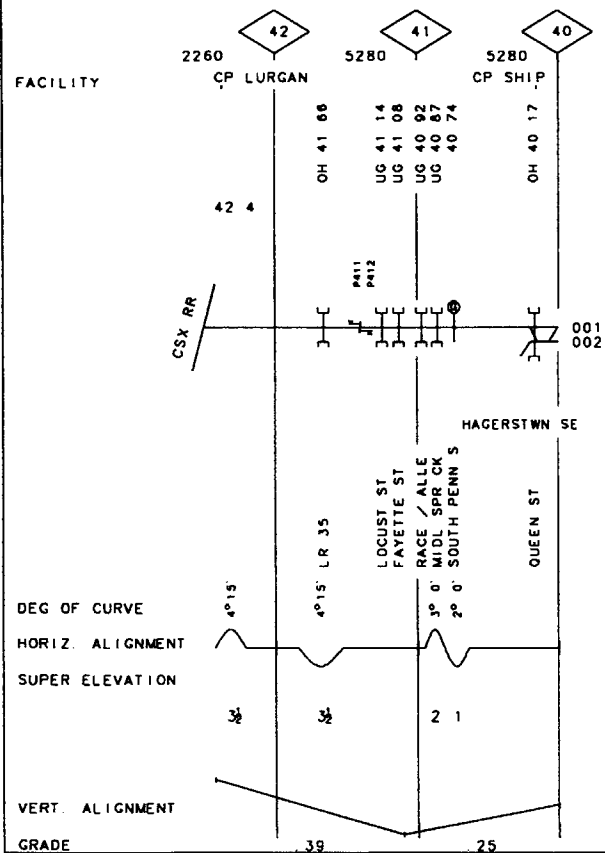 42 41 40
2260 5280 5280
FACILITY CP LURGAN CP SHIP
OH 41 66
UG 41 14
UG 41 08
UG 40 92
UG 40 87
40 74
OH 40 17
42 4
P411
P412
CSX RR
001
002
HAGERSTWN SE
LR 35
LOCUST ST
FAYETTE ST
RACE / ALLE
MIDL SPR CK
SOUTH PENN S
QUEEN ST
DEG OF CURVE 4°15' 4°15' 3° 0' 2° 0'
HORIZ. ALIGNMENT
SUPER ELEVATION
3½ 3½ 2 1
VERT. ALIGNMENT
GRADE .39 .25